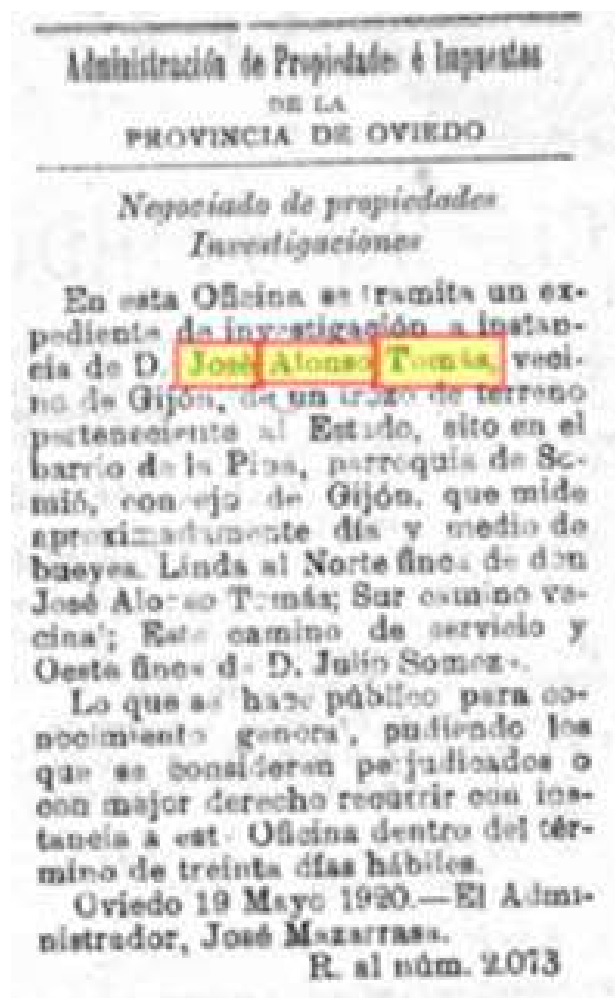 Administración de Propiedades é Impuestos
DE LA
PROVINCIA DE OVIEDO
Negociado de propiedades
Investigaciones
En esta Oficina se tramita un ex-
pediente de investigación a instan-
cia de D. José Alonso Tomás, veci-
no de Gijón, de un trozo de terreno
perteneciente al Estado, sito en el
barrio de la Pipa, parroquia de So-
mió, concejo de Gijón, que mide
aproximadamente día y medio de
bueyes. Linda al Norte finca de don
José Alonso Tomás; Sur camino ve-
cinal; Este camino de servicio y
Oeste finca de D. Julio Somoza.
Lo que se hace público para co-
nocimiento general, pudiendo los
que se consideren perjudicados o
con mejor derecho recurrir con ins-
tancia a esta Oficina dentro del tér-
mino de treinta días hábiles.
Oviedo 19 Mayo 1920.—El Admi-
nistrador, José Mazarrasa.
R. al núm. 2.073